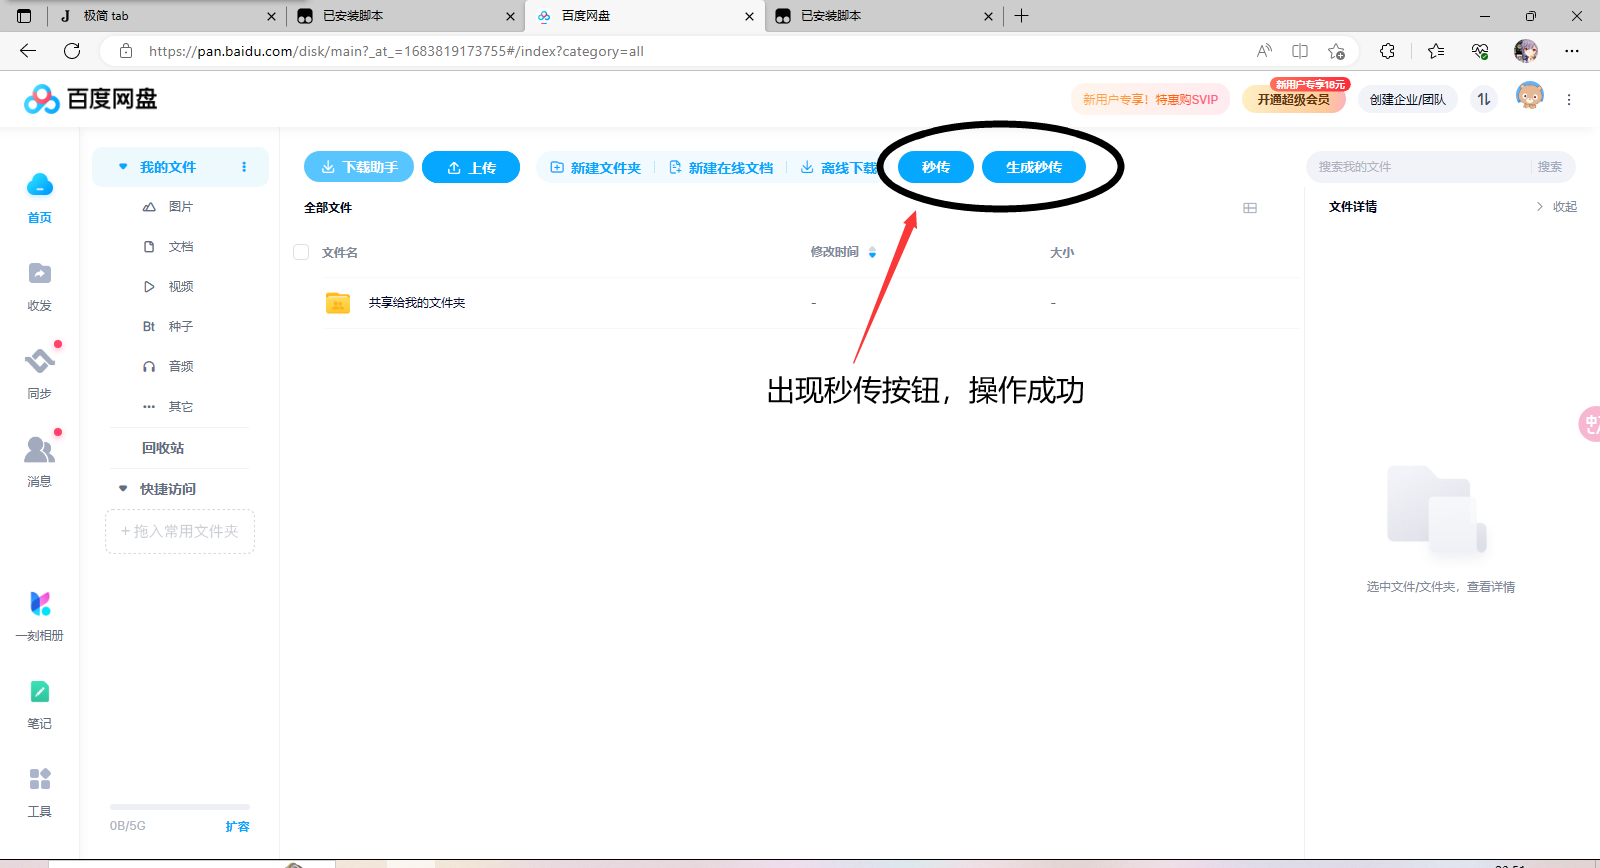 极简 tab
已安装脚本
百度网盘
已安装脚本
https://pan.baidu.com/disk/main?_at_=1683819173755#/index?category=all
百度网盘
新用户专享！特惠购SVIP
新用户专享18元
开通超级会员
创建企业/团队
首页
收发
同步
消息
一刻相册
笔记
工具
我的文件
图片
文档
视频
Bt 种子
音频
其它
回收站
快捷访问
+ 拖入常用文件夹
0B/5G 扩容
下载助手
上传
新建文件夹
新建在线文档
离线下载
秒传
生成秒传
搜索我的文件 搜索
全部文件
文件名 修改时间 大小
共享给我的文件夹 - -
出现秒传按钮，操作成功
文件详情 收起
选中文件/文件夹，查看详情